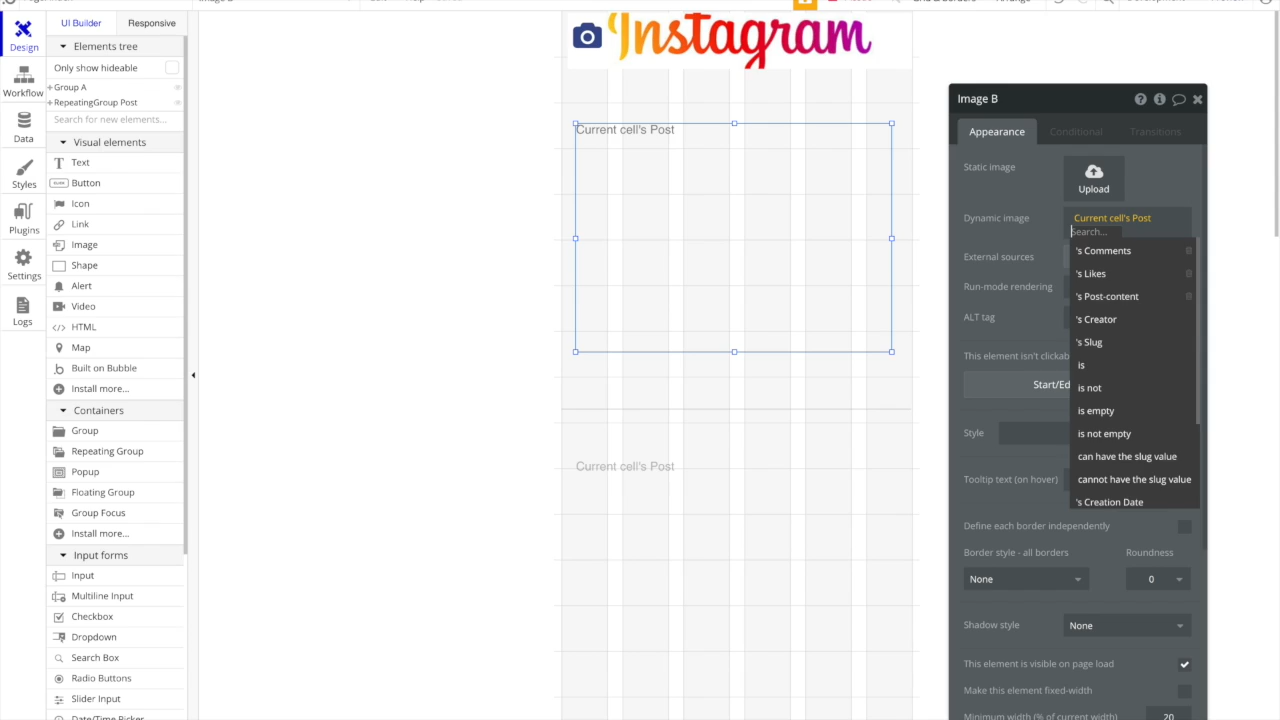 UI Builder
Responsive
Design
Workflow
Data
Styles
Plugins
Settings
Logs
Elements tree
Only show hideable
Group A
RepeatingGroup Post
Search for new elements...
Visual elements
Text
Button
Icon
Link
Image
Shape
Alert
Video
HTML
Map
Built on Bubble
Install more...
Containers
Group
Repeating Group
Popup
Floating Group
Group Focus
Install more...
Input forms
Input
Multiline Input
Checkbox
Dropdown
Search Box
Radio Buttons
Slider Input
Date/Time Picker
Instagram
Current cell's Post
Current cell's Post
Image B
Appearance
Conditional
Transitions
Static image
Upload
Dynamic image
Current cell's Post
Search...
External sources
Run-mode rendering
ALT tag
This element isn't clickab
Start/Ed
Style
Tooltip text (on hover)
's Comments
's Likes
's Post-content
's Creator
's Slug
is
is not
is empty
is not empty
can have the slug value
cannot have the slug value
's Creation Date
Define each border independently
Border style - all borders
Roundness
None
0
Shadow style
None
This element is visible on page load
Make this element fixed-width
Minimum width (% of current width)
20